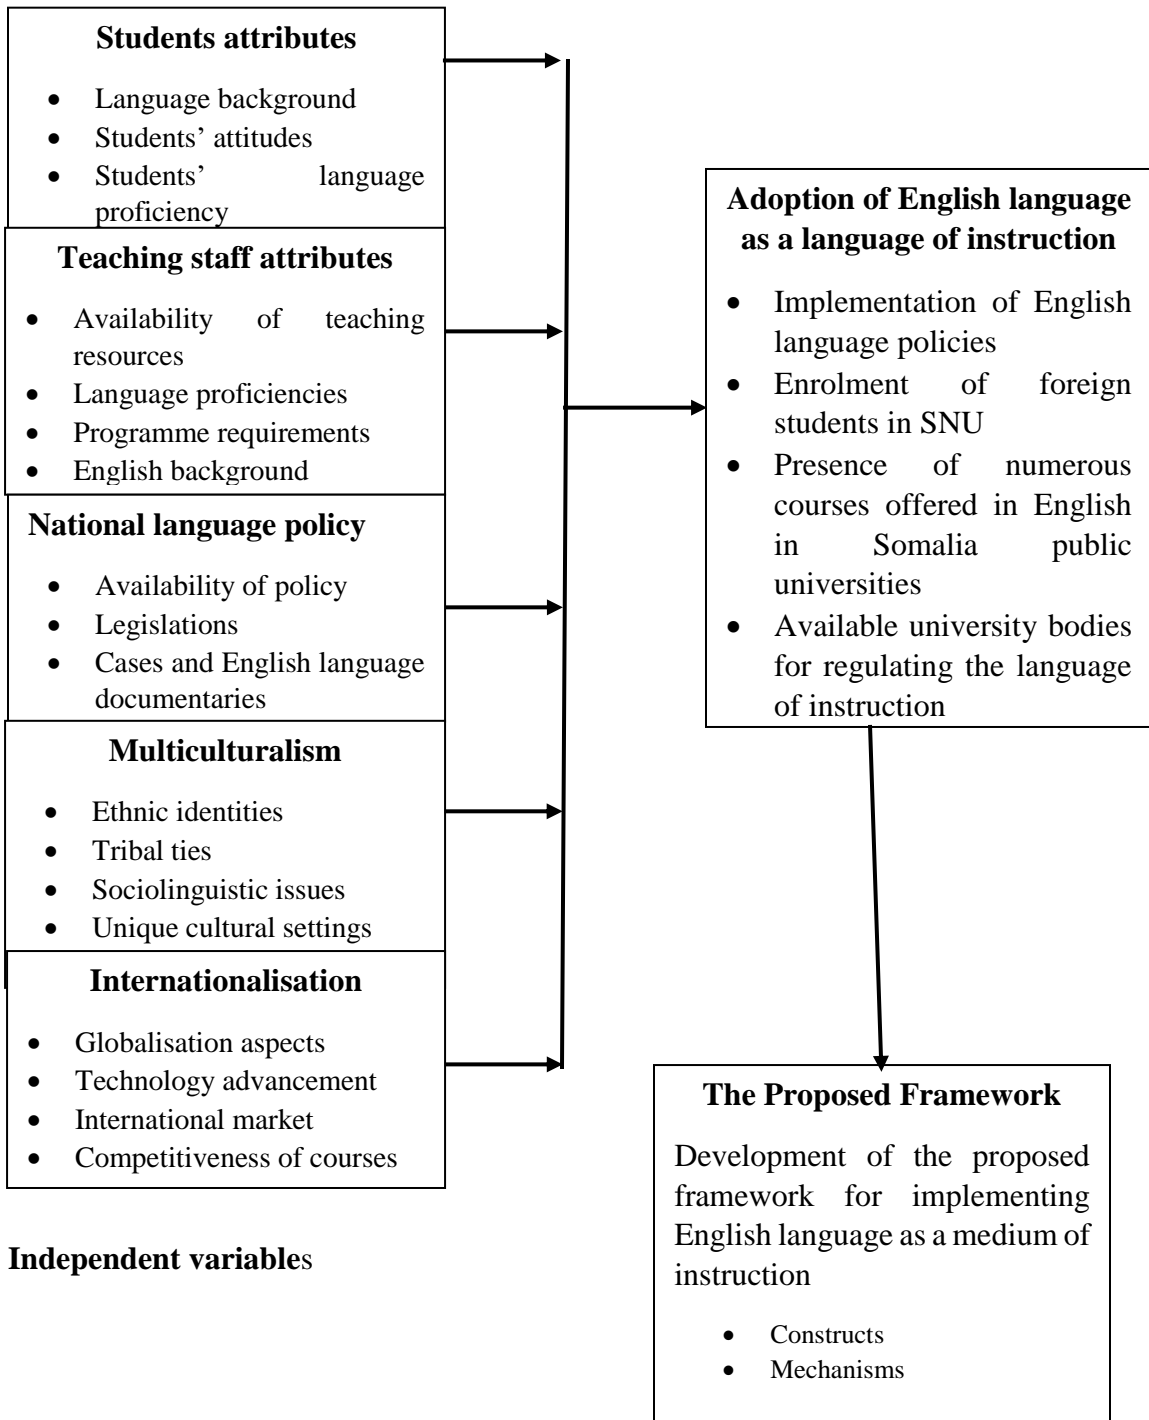 Students attributes
• Language background
• Students’ attitudes
• Students’ language
proficiency
Teaching staff attributes
• Availability of teaching
resources
• Language proficiencies
• Programme requirements
• English background
National language policy
• Availability of policy
• Legislations
• Cases and English language
documentaries
Multiculturalism
• Ethnic identities
• Tribal ties
• Sociolinguistic issues
• Unique cultural settings
Internationalisation
• Globalisation aspects
• Technology advancement
• International market
• Competitiveness of courses
Independent variables
Adoption of English language
as a language of instruction
• Implementation of English
language policies
• Enrolment of foreign
students in SNU
• Presence of numerous
courses offered in English
in Somalia public
universities
• Available university bodies
for regulating the language
of instruction
The Proposed Framework
Development of the proposed
framework for implementing
English language as a medium of
instruction
• Constructs
• Mechanisms